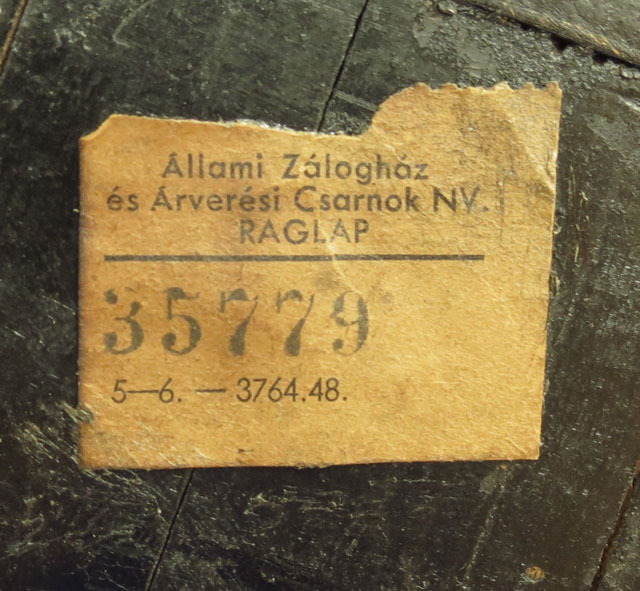 Állami Zálogház
és Árverési Csarnok NV.
RAGLAP
35779
5—6. — 3764.48.